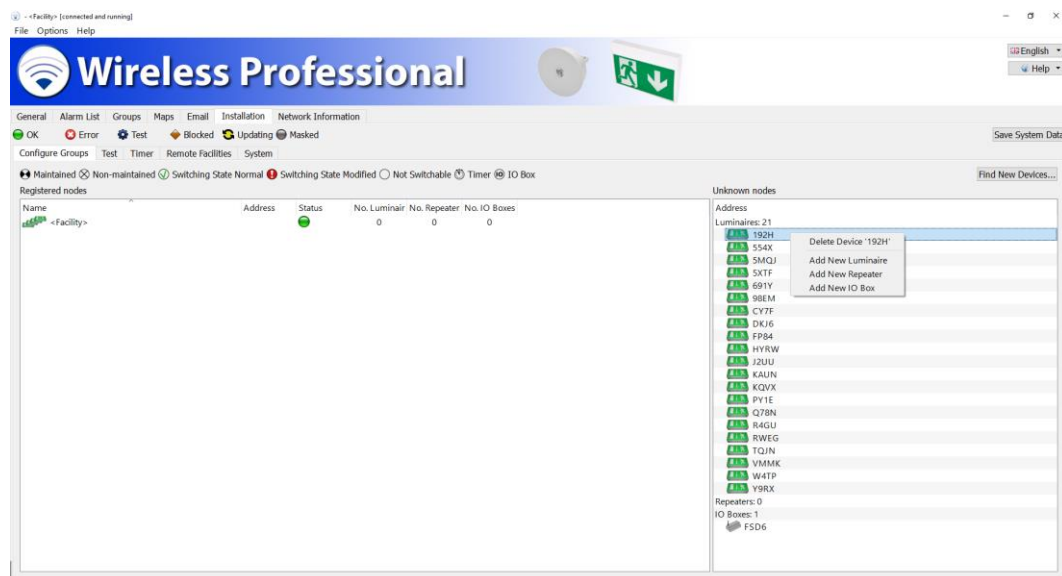 - <Facility> [connected and running]
File Options Help
Wireless Professional
English
Help
General Alarm List Groups Maps Email Installation Network Information
OK Error Test Blocked Updating Masked
Save System Data
Configure Groups Test Timer Remote Facilities System
Maintained Non-maintained Switching State Normal Switching State Modified Not Switchable Timer IO Box
Find New Devices...
Registered nodes
Name Address Status No. Luminair No. Repeater No. IO Boxes
<Facility> 0 0 0
Unknown nodes
Address
Luminaires: 21
192H
554X
5MQJ
5XTF
691Y
98EM
CY7F
DKJ6
FP84
HYRW
J2UU
KAUN
KQVX
PY1E
Q78N
R4GU
RWEG
TQJN
VMMK
W4TP
Y9RX
Repeaters: 0
IO Boxes: 1
FSD6
Delete Device '192H'
Add New Luminaire
Add New Repeater
Add New IO Box